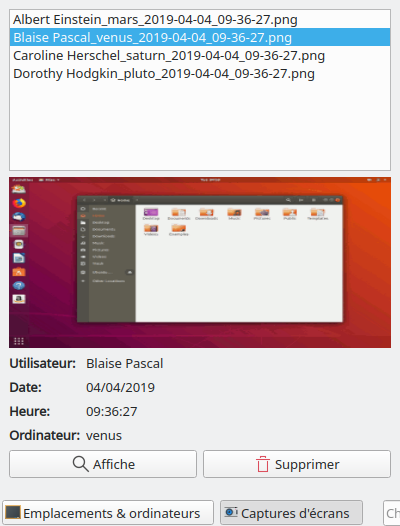 Albert Einstein_mars_2019-04-04_09-36-27.png
Blaise Pascal_venus_2019-04-04_09-36-27.png
Caroline Herschel_saturn_2019-04-04_09-36-27.png
Dorothy Hodgkin_pluto_2019-04-04_09-36-27.png
Utilisateur: Blaise Pascal
Date: 04/04/2019
Heure: 09:36:27
Ordinateur: venus
Affiche Supprimer
Emplacements & ordinateurs Captures d'écrans